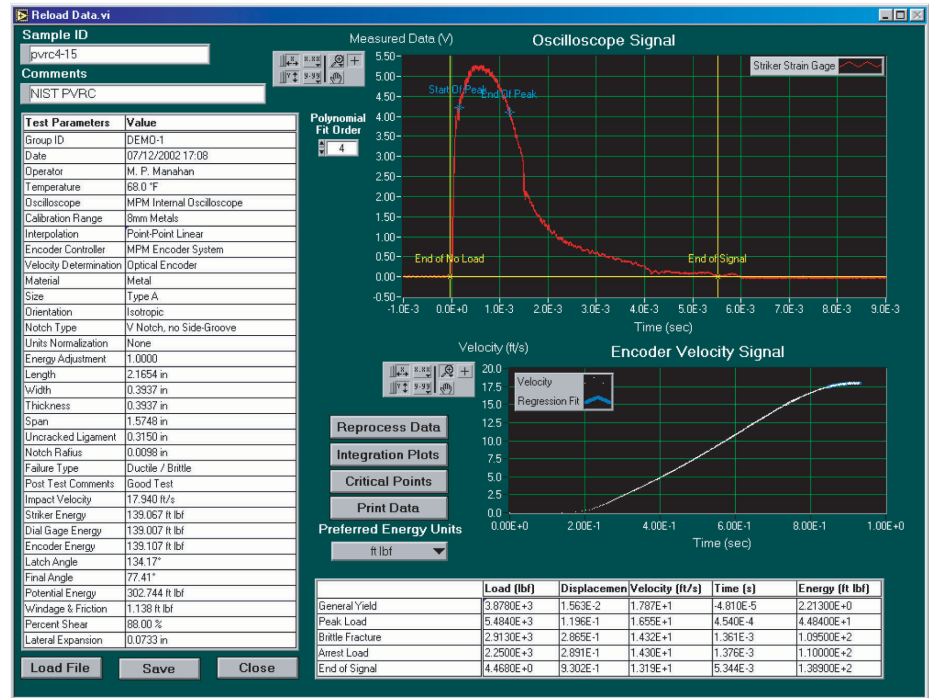 Reload Data.vi
Sample ID
pvrc4-15
Comments
NIST PVRC
Test Parameters Value
Group ID DEMO-1
Date 07/12/2002 17:08
Operator M. P. Manahan
Temperature 68.0 °F
Oscilloscope MPM Internal Oscilloscope
Calibration Range 8mm Metals
Interpolation Point-Point Linear
Encoder Controller MPM Encoder System
Velocity Determination Optical Encoder
Material Metal
Size Type A
Orientation Isotropic
Notch Type V Notch, no Side-Groove
Units Normalization None
Energy Adjustment 1.0000
Length 2.1654 in
Width 0.3937 in
Thickness 0.3937 in
Span 1.5748 in
Uncracked Ligament 0.3150 in
Notch Rafius 0.0098 in
Failure Type Ductile / Brittle
Post Test Comments Good Test
Impact Velocity 17.940 ft/s
Striker Energy 139.067 ft lbf
Dial Gage Energy 139.007 ft lbf
Encoder Energy 139.107 ft lbf
Latch Angle 134.17°
Final Angle 77.41°
Potential Energy 302.744 ft lbf
Windage & Friction 1.138 ft lbf
Percent Shear 88.00 %
Lateral Expansion 0.0733 in
Load File Save Close
Measured Data (V) Oscilloscope Signal
Striker Strain Gage
Polynomial
Fit Order
4
5.50
5.00
4.50
4.00
3.50
3.00
2.50
2.00
1.50
1.00
0.50
0.00
-0.50
Start Of Peak
End Of Peak
End of No Load
End of Signal
-1.0E-3 0.0E+0 1.0E-3 2.0E-3 3.0E-3 4.0E-3 5.0E-3 6.0E-3 7.0E-3 8.0E-3 9.0E-3
Time (sec)
Velocity (ft/s) Encoder Velocity Signal
Velocity
Regression Fit
20.0
17.5
15.0
12.5
10.0
7.5
5.0
2.5
0.0
0.00E+0 2.00E-1 4.00E-1 6.00E-1 8.00E-1 1.00E+0
Time (sec)
Reprocess Data
Integration Plots
Critical Points
Print Data
Preferred Energy Units
ft lbf
Load (lbf) Displacemen Velocity (ft/s) Time (s) Energy (ft lbf)
General Yield 3.8780E+3 1.563E-2 1.787E+1 -4.810E-5 2.21300E+0
Peak Load 5.4840E+3 1.196E-1 1.655E+1 4.540E-4 4.48400E+1
Brittle Fracture 2.9130E+3 2.865E-1 1.432E+1 1.361E-3 1.09500E+2
Arrest Load 2.2500E+3 2.891E-1 1.430E+1 1.376E-3 1.10000E+2
End of Signal 4.4680E+0 9.302E-1 1.319E+1 5.344E-3 1.38900E+2